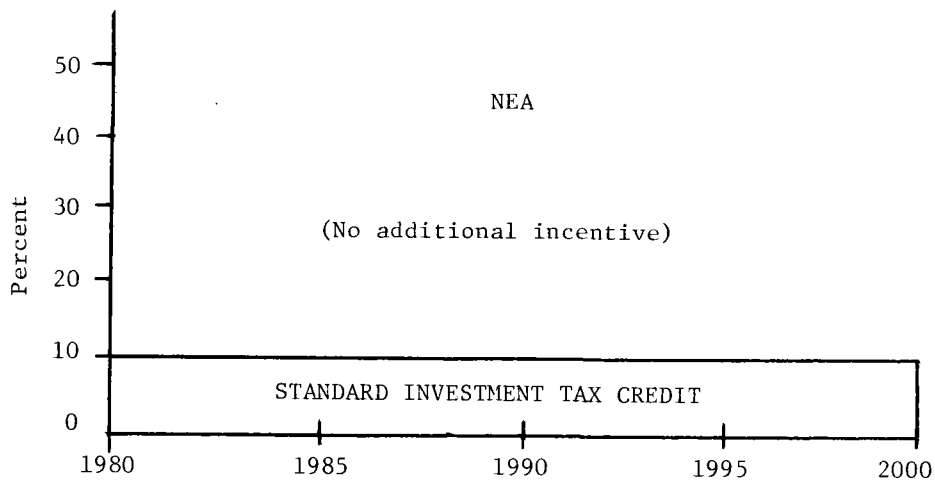 50
NEA
40
Percent
30
(No additional incentive)
20
10
STANDARD INVESTMENT TAX CREDIT
0
1980 1985 1990 1995 2000